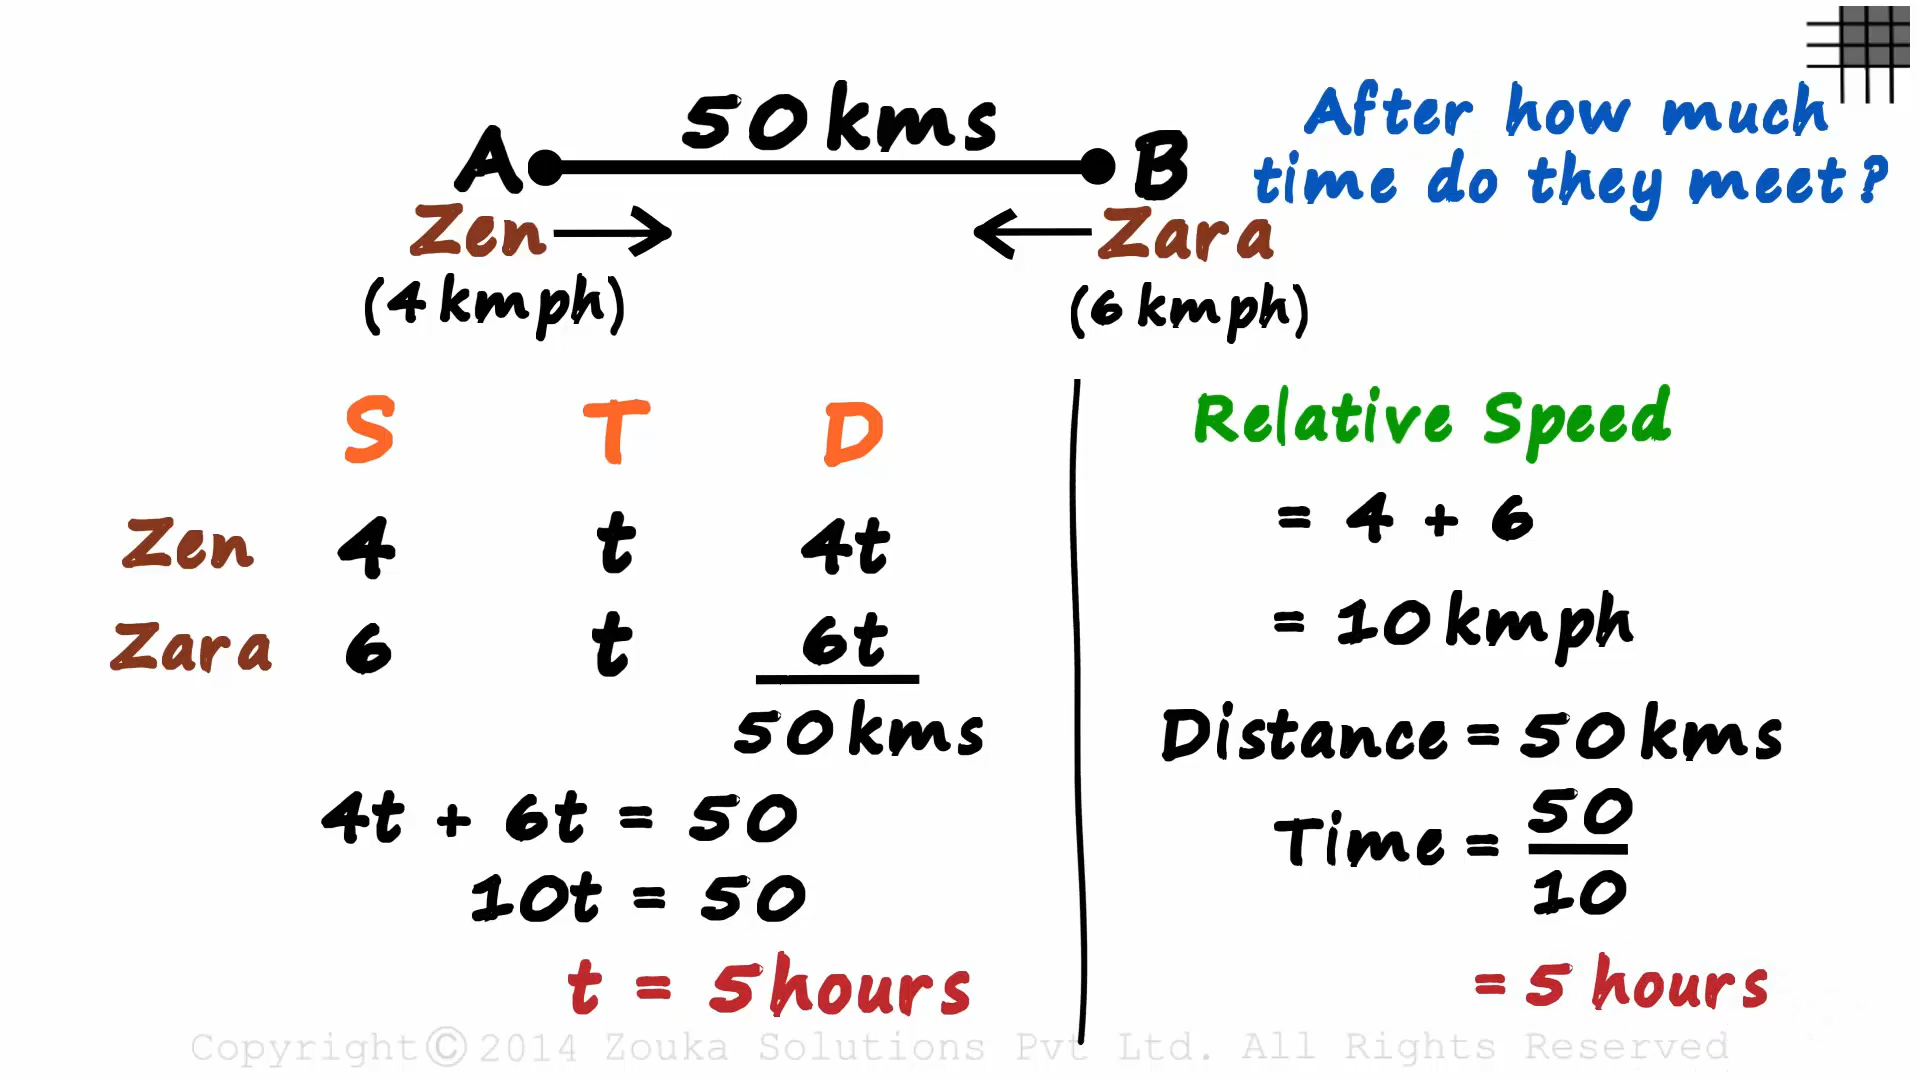 50 kms
A B
After how much
time do they meet?
Zen Zara
(4 kmph) (6 kmph)
S T D
Zen 4 t 4t
Zara 6 t 6t
50 kms
4t + 6t = 50
10t = 50
t = 5 hours
Relative Speed
= 4 + 6
= 10 kmph
Distance = 50 kms
Time = 50
10
= 5 hours
Copyright © 2014 Zouka Solutions Pvt Ltd. All Rights Reserved